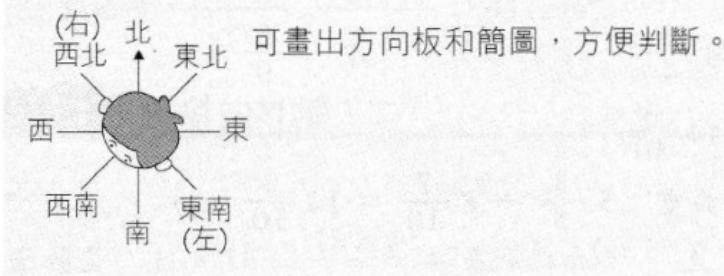 (右) 北
西北 東北 可畫出方向板和簡圖，方便判斷。
西 東
西南 東南
南 (左)